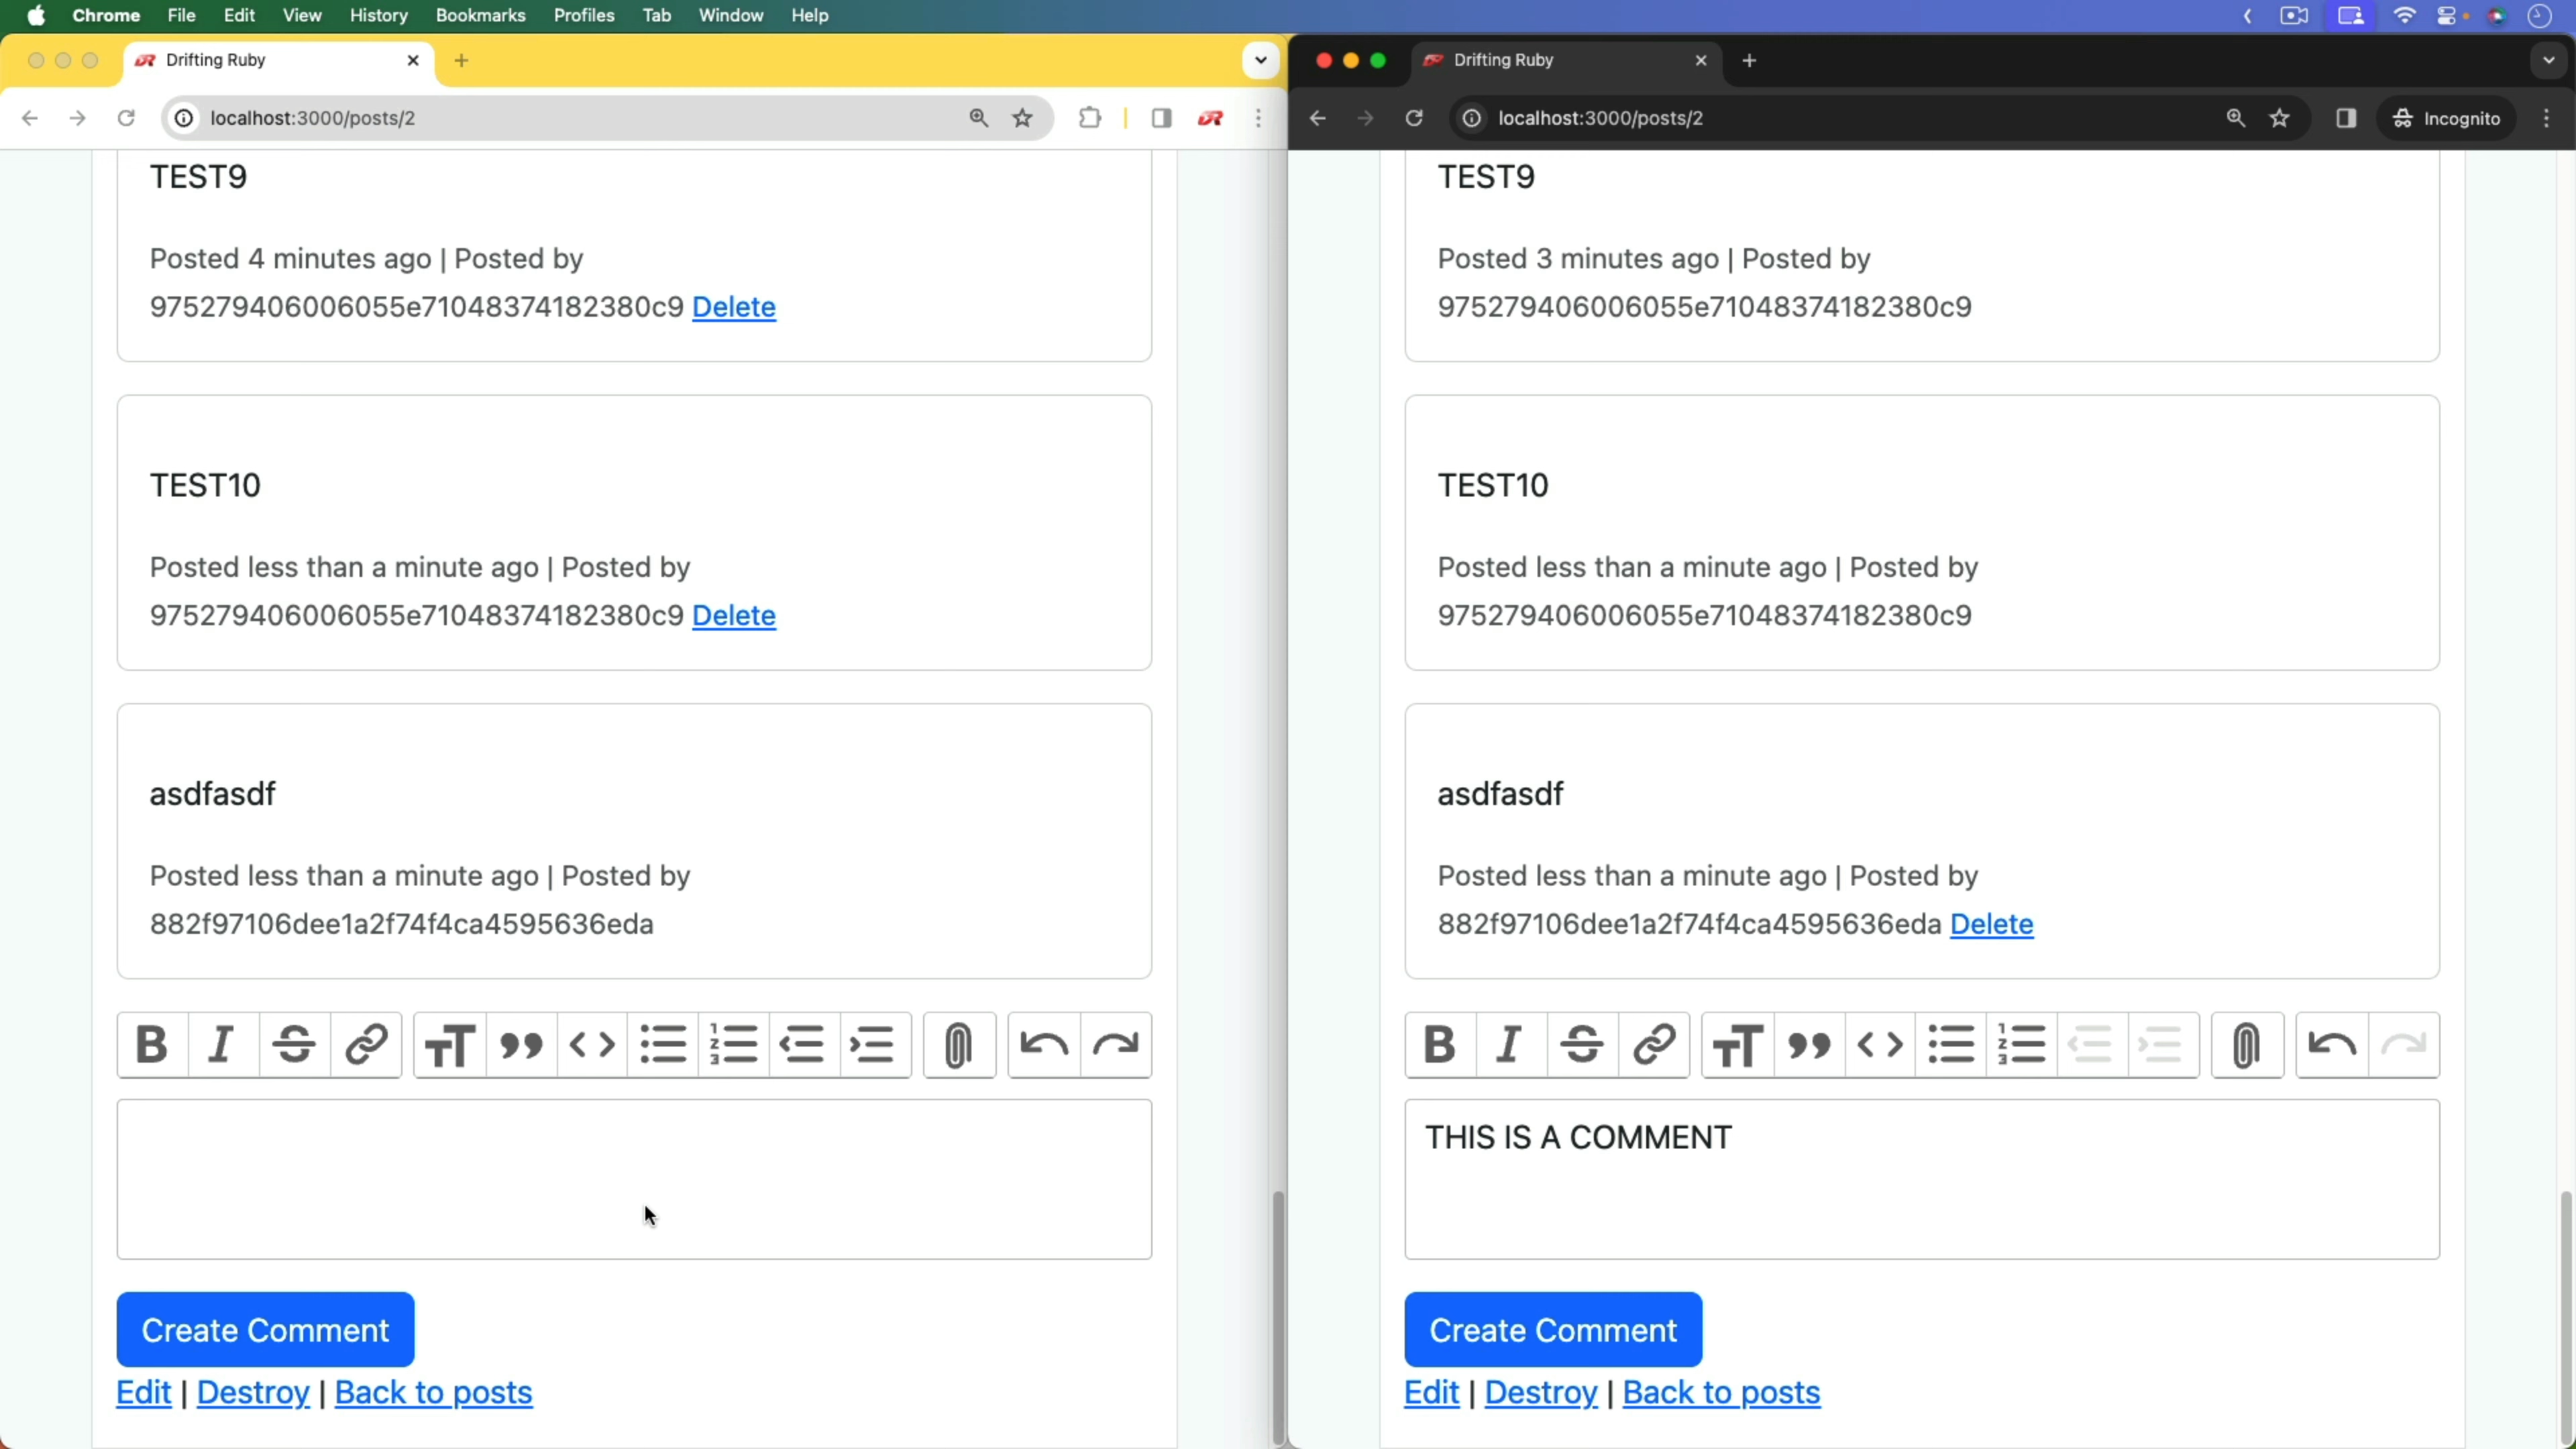 Chrome File Edit View History Bookmarks Profiles Tab Window Help
Drifting Ruby
localhost:3000/posts/2
TEST9
Posted 4 minutes ago | Posted by
975279406006055e71048374182380c9 Delete
TEST10
Posted less than a minute ago | Posted by
975279406006055e71048374182380c9 Delete
asdfasdf
Posted less than a minute ago | Posted by
882f97106dee1a2f74f4ca4595636eda
Create Comment
Edit | Destroy | Back to posts
Drifting Ruby
localhost:3000/posts/2
Incognito
TEST9
Posted 3 minutes ago | Posted by
975279406006055e71048374182380c9
TEST10
Posted less than a minute ago | Posted by
975279406006055e71048374182380c9
asdfasdf
Posted less than a minute ago | Posted by
882f97106dee1a2f74f4ca4595636eda Delete
THIS IS A COMMENT
Create Comment
Edit | Destroy | Back to posts